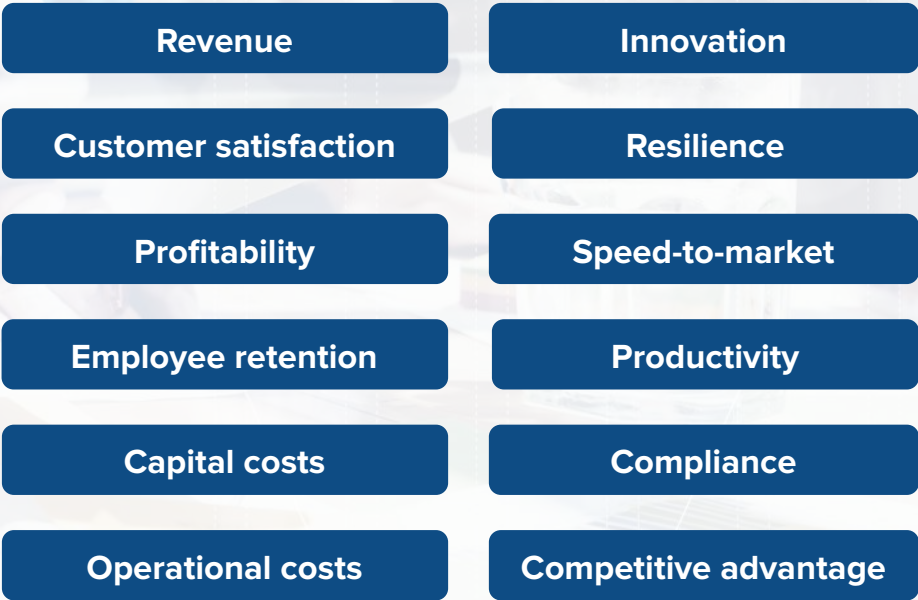 Revenue
Innovation
Customer satisfaction
Resilience
Profitability
Speed-to-market
Employee retention
Productivity
Capital costs
Compliance
Operational costs
Competitive advantage